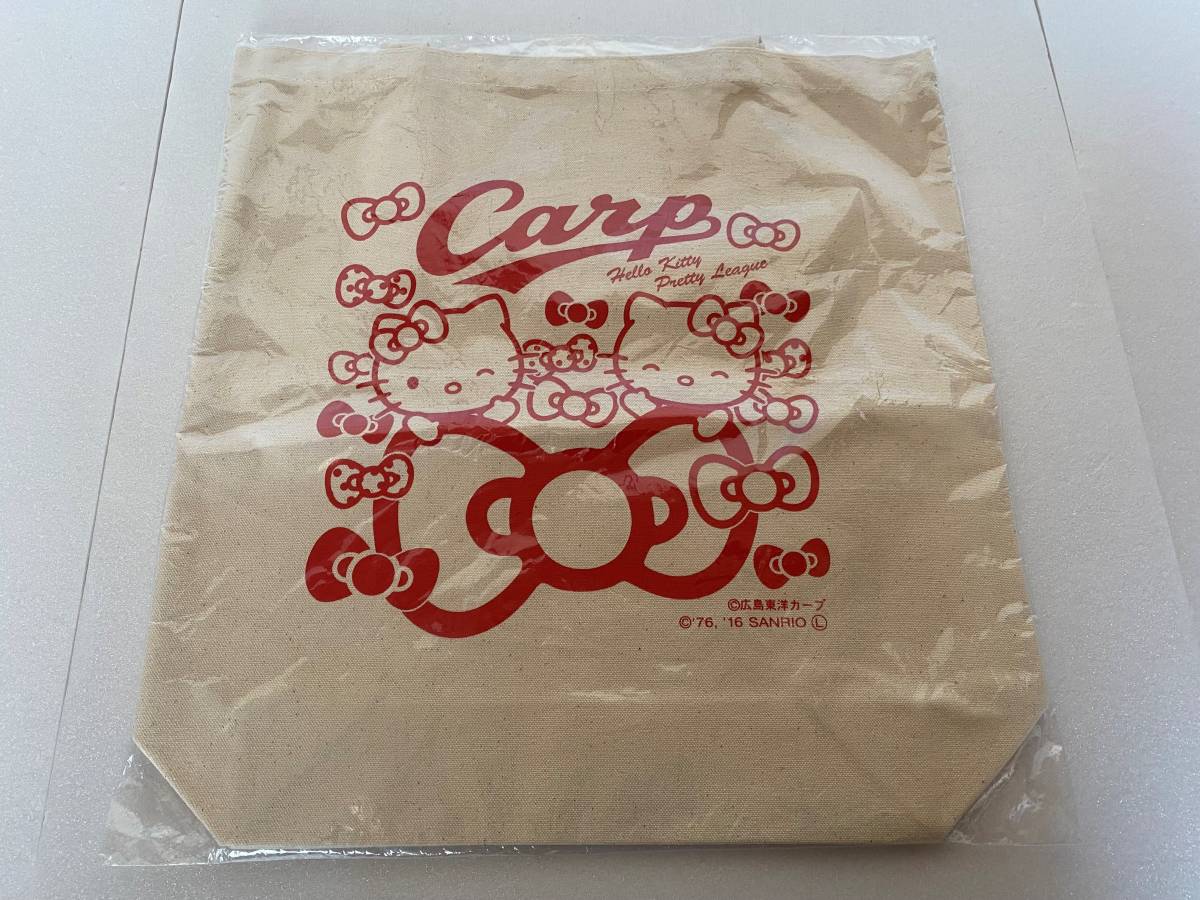 Carp
Hello Kitty
Pretty League
©広島東洋カープ
©'76, '16 SANRIO Ⓛ